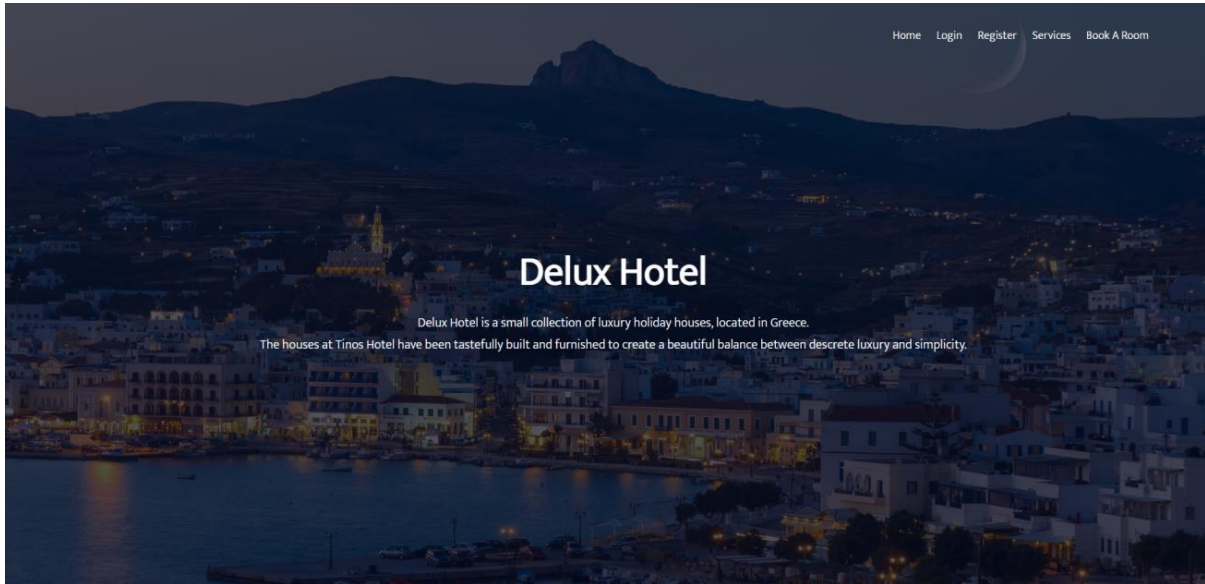 Home Login Register Services Book A Room
Delux Hotel
Delux Hotel is a small collection of luxury holiday houses, located in Greece.
The houses at Tinos Hotel have been tastefully built and furnished to create a beautiful balance between descrete luxury and simplicity.